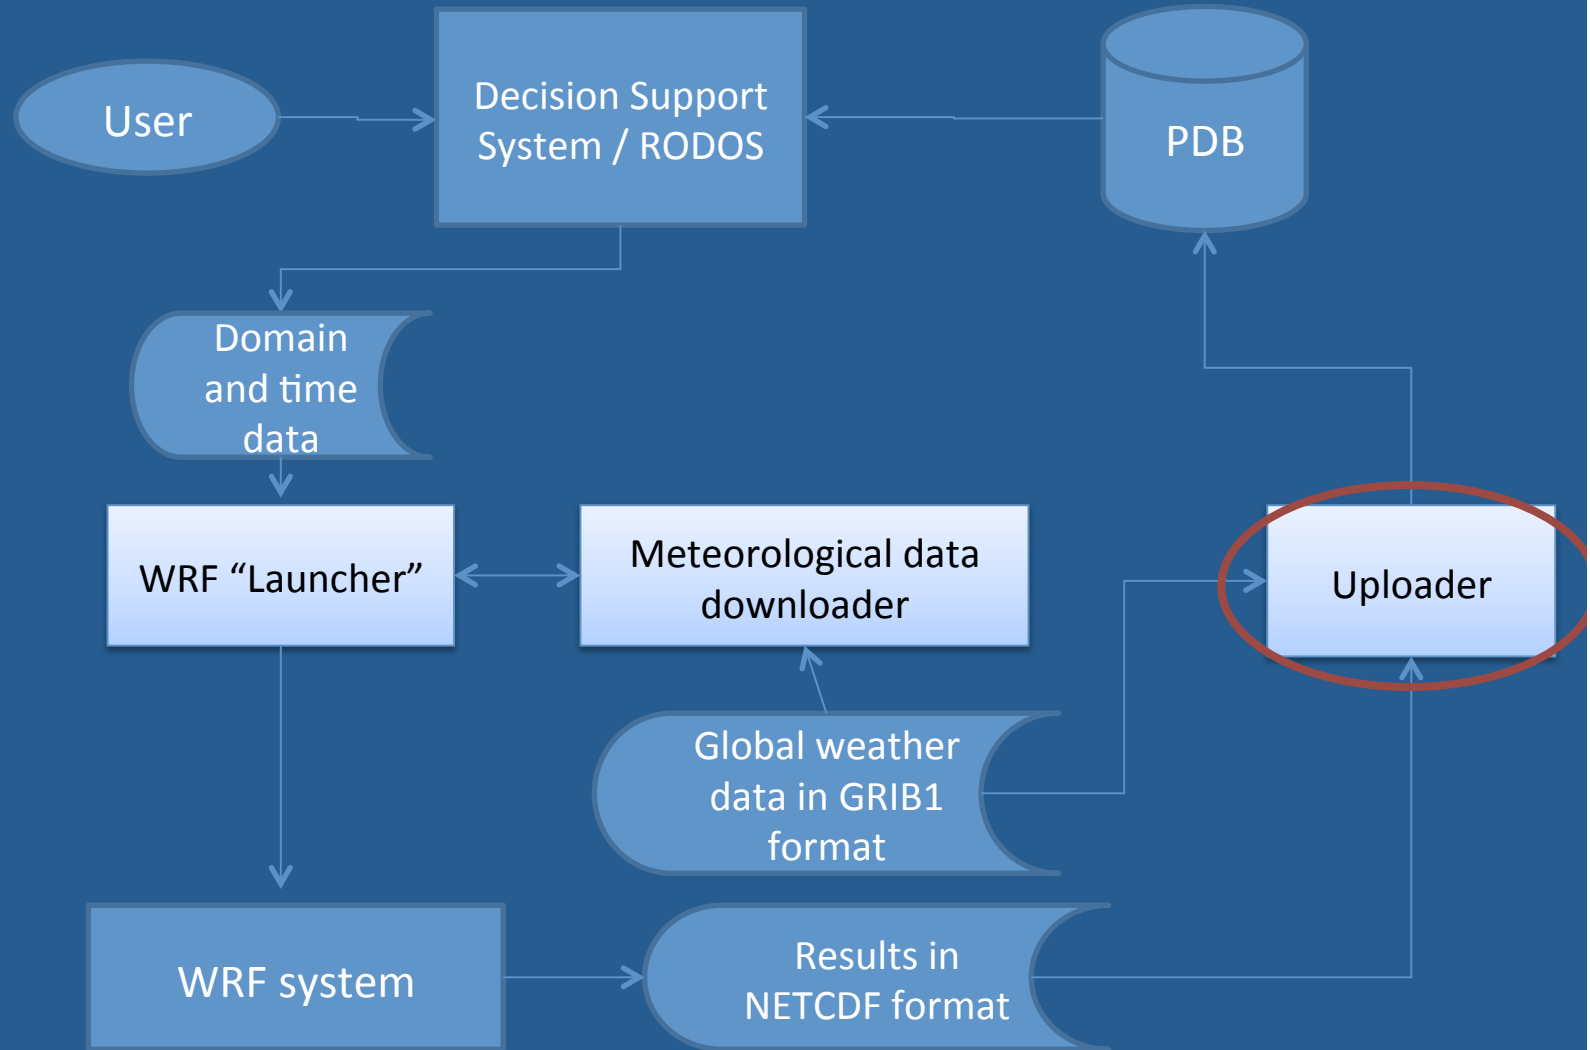 User
Decision Support
System / RODOS
PDB
Domain
and time
data
WRF “Launcher”
Meteorological data
downloader
Uploader
Global weather
data in GRIB1
format
WRF system
Results in
NETCDF format